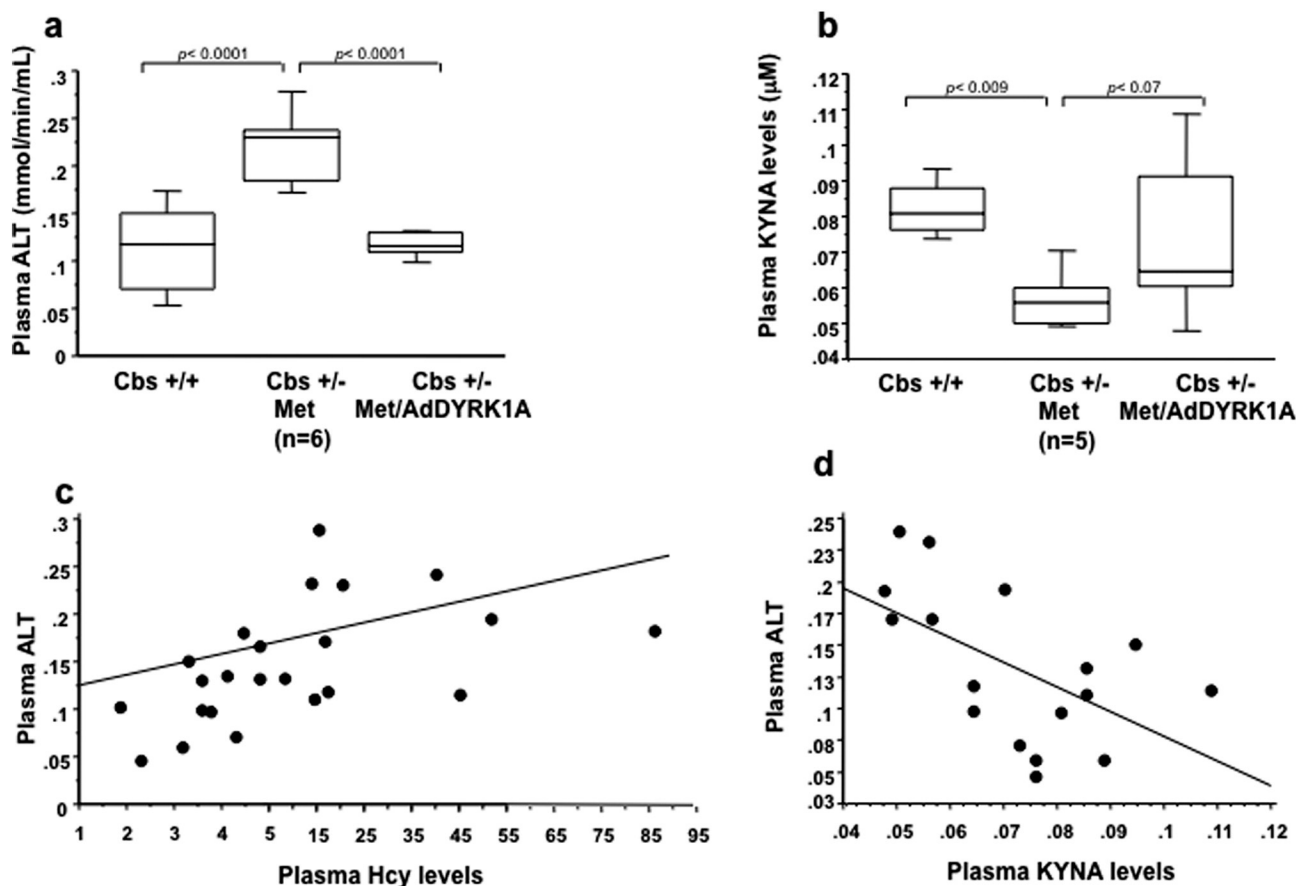 a
p< 0.0001
p< 0.0001
Plasma ALT (mmol/min/mL)
.3
.25
.2
.15
.1
.05
0
Cbs +/+
Cbs +/-
Met
(n=6)
Cbs +/-
Met/AdDYRK1A
b
p< 0.009
p< 0.07
Plasma KYNA levels (µM)
.12
.11
.1
.09
.08
.07
.06
.05
.04
Cbs +/+
Cbs +/-
Met
(n=5)
Cbs +/-
Met/AdDYRK1A
c
Plasma ALT
.3
.25
.2
.15
.1
.05
0
1 2 3 4 5 15 25 35 45 55 65 75 85 95
Plasma Hcy levels
d
Plasma ALT
.25
.23
.2
.17
.15
.13
.1
.08
.05
.03
.04 .05 .06 .07 .08 .09 .1 .11 .12
Plasma KYNA levels